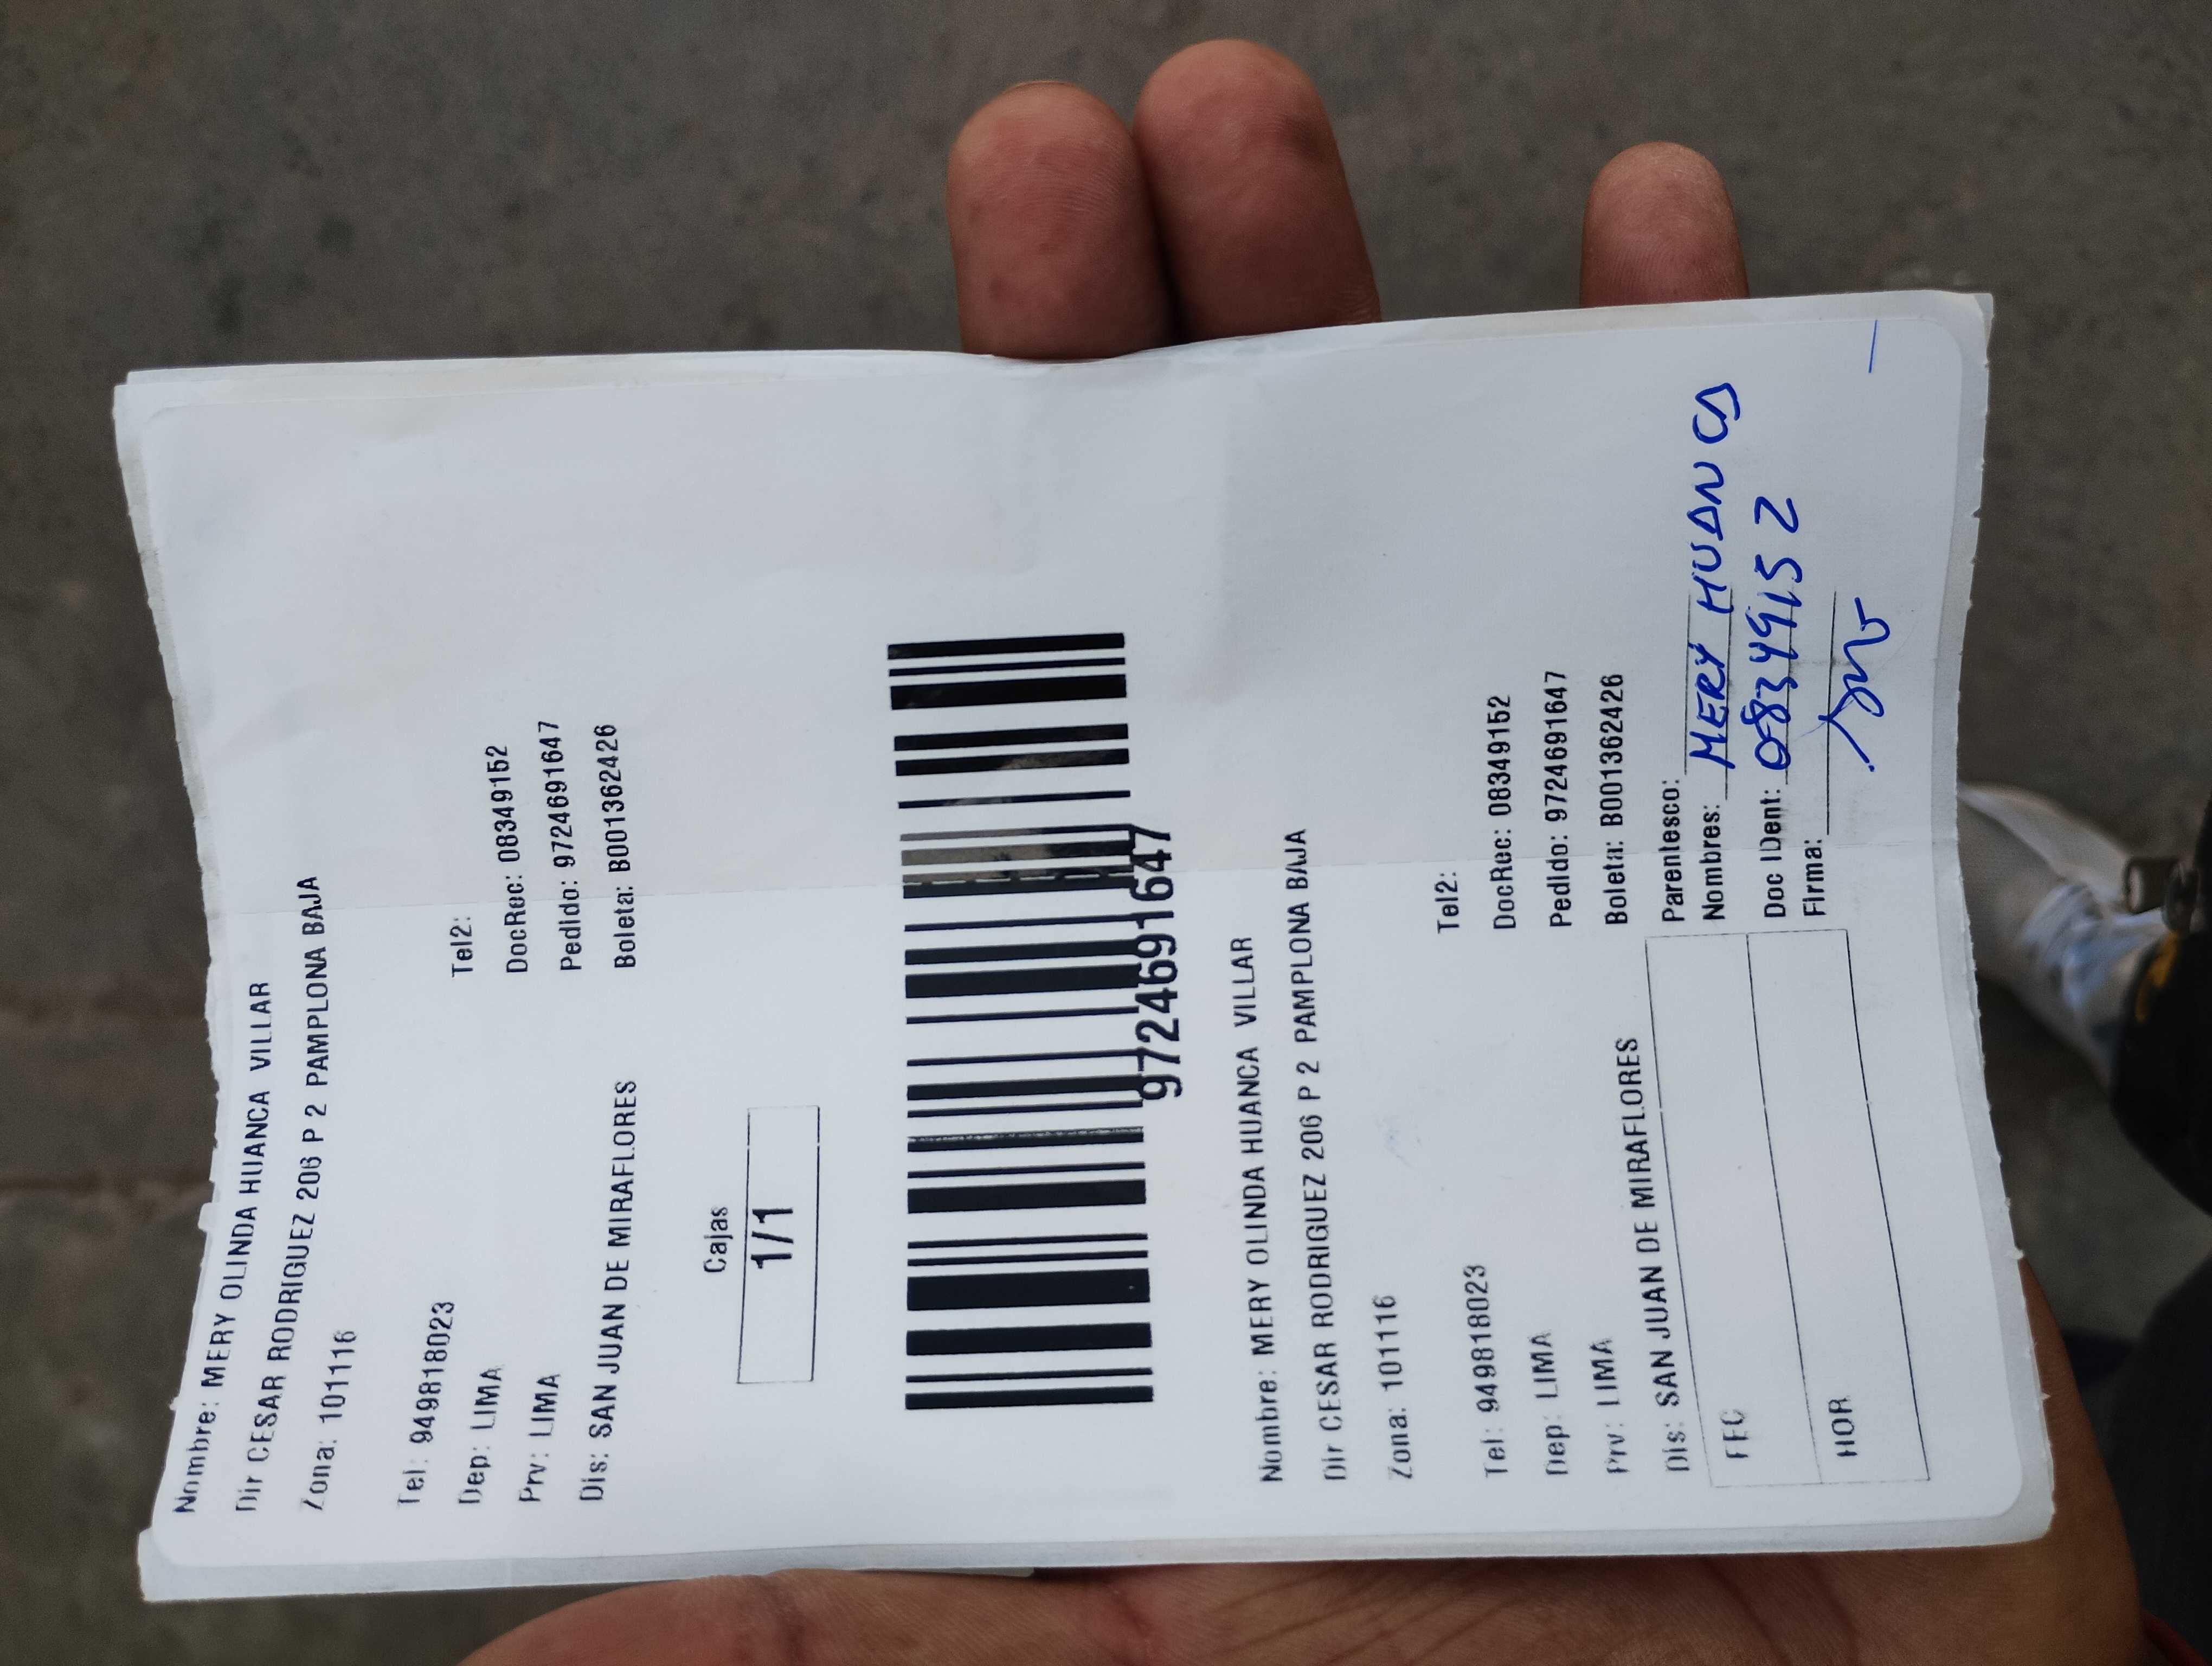 Nombre: MERY OLINDA HUANCA VILLAR
Dir CESAR RODRIGUEZ 206 P 2 PAMPLONA BAJA
Zona: 101116
Tel: 949818023 Tel2:
Dep: LIMA DocRec: 08349152
Prv: LIMA Pedido: 9724691647
Dis: SAN JUAN DE MIRAFLORES Boleta: B001362426
Cajas
1/1
9724691647
Nombre: MERY OLINDA HUANCA VILLAR
Dir CESAR RODRIGUEZ 206 P 2 PAMPLONA BAJA
Zona: 101116
Tel: 949818023 Tel2:
Dep: LIMA DocRec: 08349152
Prv: LIMA Pedido: 9724691647
Dis: SAN JUAN DE MIRAFLORES Boleta: B001362426
Parentesco:
FEC Nombres: MERY HUANCA
Doc IDent: 08349152
HOR Firma: